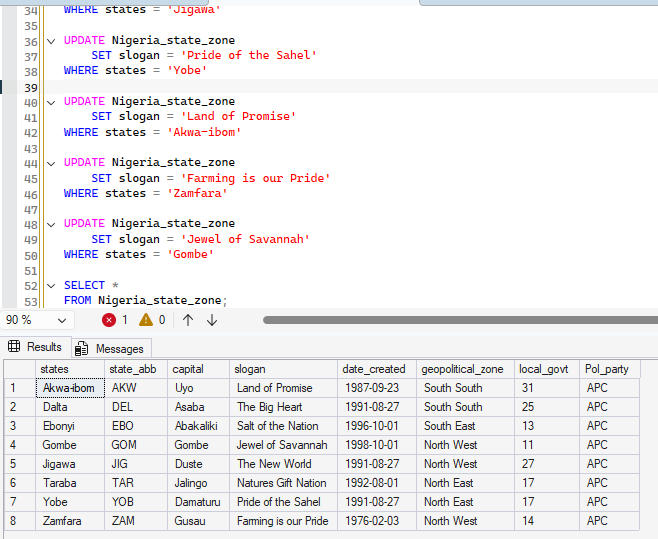 34 WHERE states = 'Jigawa'
35
36 UPDATE Nigeria_state_zone
37 SET slogan = 'Pride of the Sahel'
38 WHERE states = 'Yobe'
39
40 UPDATE Nigeria_state_zone
41 SET slogan = 'Land of Promise'
42 WHERE states = 'Akwa-ibom'
43
44 UPDATE Nigeria_state_zone
45 SET slogan = 'Farming is our Pride'
46 WHERE states = 'Zamfara'
47
48 UPDATE Nigeria_state_zone
49 SET slogan = 'Jewel of Savannah'
50 WHERE states = 'Gombe'
51
52 SELECT *
53 FROM Nigeria_state_zone;
90 % 1 0
Results Messages
states state_abb capital slogan date_created geopolitical_zone local_govt Pol_party
1 Akwa-ibom AKW Uyo Land of Promise 1987-09-23 South South 31 APC
2 Dalta DEL Asaba The Big Heart 1991-08-27 South South 25 APC
3 Ebonyi EBO Abakaliki Salt of the Nation 1996-10-01 South East 13 APC
4 Gombe GOM Gombe Jewel of Savannah 1998-10-01 North West 11 APC
5 Jigawa JIG Duste The New World 1991-08-27 North West 27 APC
6 Taraba TAR Jalingo Natures Gift Nation 1992-08-01 North East 17 APC
7 Yobe YOB Damaturu Pride of the Sahel 1991-08-27 North East 17 APC
8 Zamfara ZAM Gusau Farming is our Pride 1976-02-03 North West 14 APC